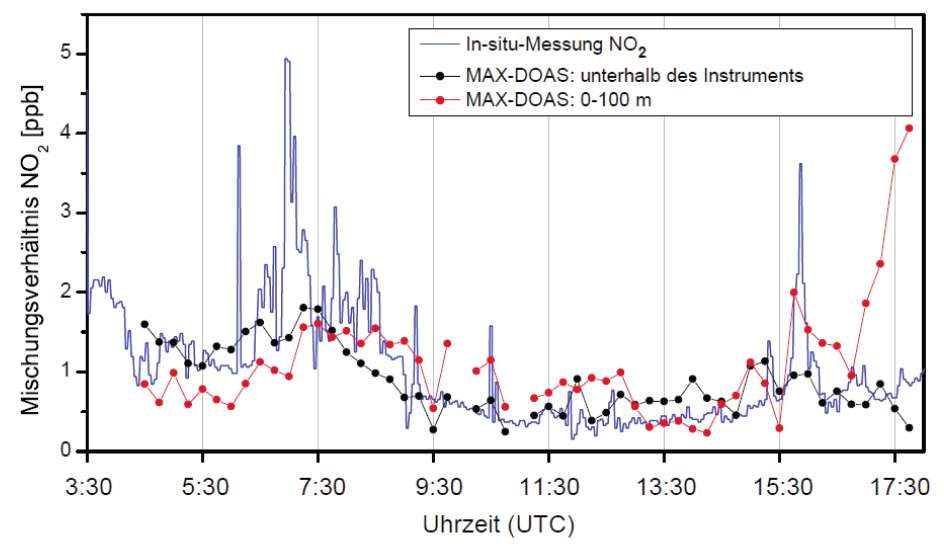 In-situ-Messung NO₂
MAX-DOAS: unterhalb des Instruments
MAX-DOAS: 0-100 m
Mischungsverhältnis NO₂ [ppb]
5
4
3
2
1
0
3:30 5:30 7:30 9:30 11:30 13:30 15:30 17:30
Uhrzeit (UTC)